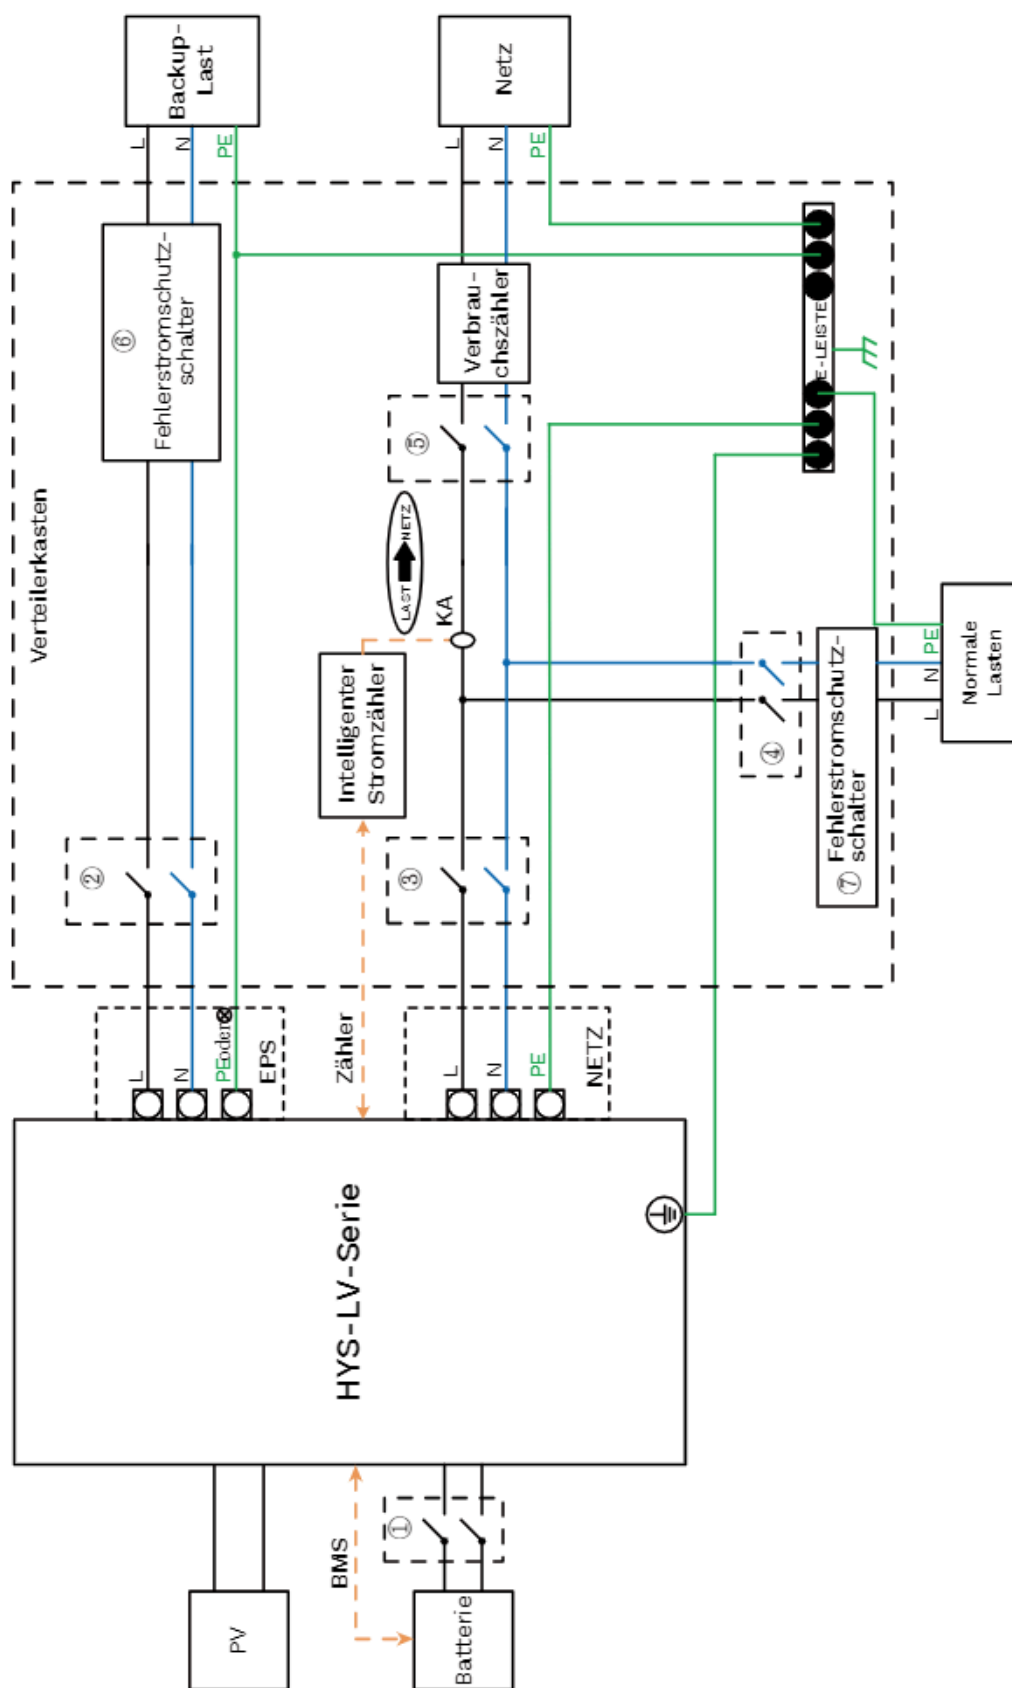 Backup-
Last
L
N
PE
Netz
L
N
PE
Verteilerkasten
⑥
Fehlerstromschutz-
schalter
Verbrau-
chszähler
⑤
LAST
NETZ
KA
E-LEISTE
Intelligenter
Stromzähler
②
③
④
⑦ Fehlerstromschutz-
schalter
L
N
PE
Normale
Lasten
L
N
PE
oder
EPS
Zähler
L
N
PE
NETZ
HYS-LV-Serie
PV
BMS
①
Batterie